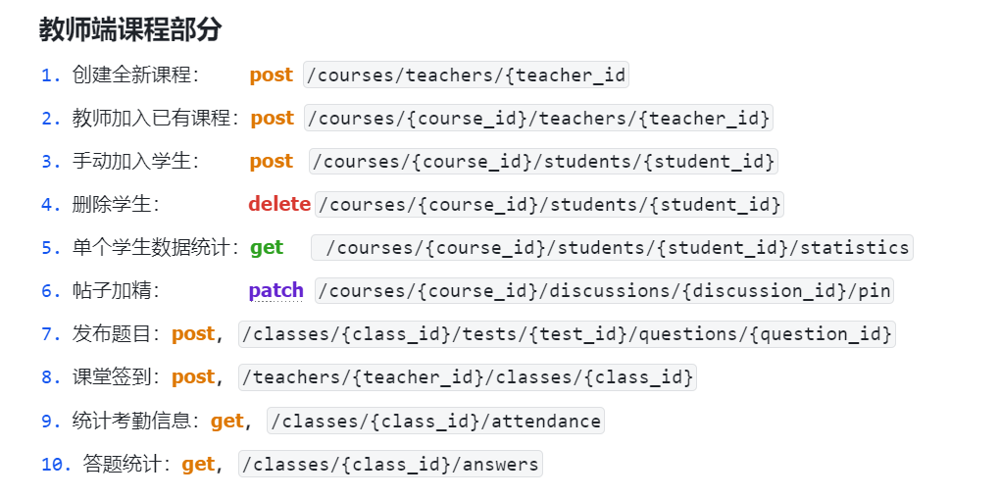 教师端课程部分
1. 创建全新课程： post /courses/teachers/{teacher_id
2. 教师加入已有课程：post /courses/{course_id}/teachers/{teacher_id}
3. 手动加入学生： post /courses/{course_id}/students/{student_id}
4. 删除学生： delete /courses/{course_id}/students/{student_id}
5. 单个学生数据统计：get /courses/{course_id}/students/{student_id}/statistics
6. 帖子加精： patch /courses/{course_id}/discussions/{discussion_id}/pin
7. 发布题目：post，/classes/{class_id}/tests/{test_id}/questions/{question_id}
8. 课堂签到：post，/teachers/{teacher_id}/classes/{class_id}
9. 统计考勤信息：get，/classes/{class_id}/attendance
10. 答题统计：get，/classes/{class_id}/answers